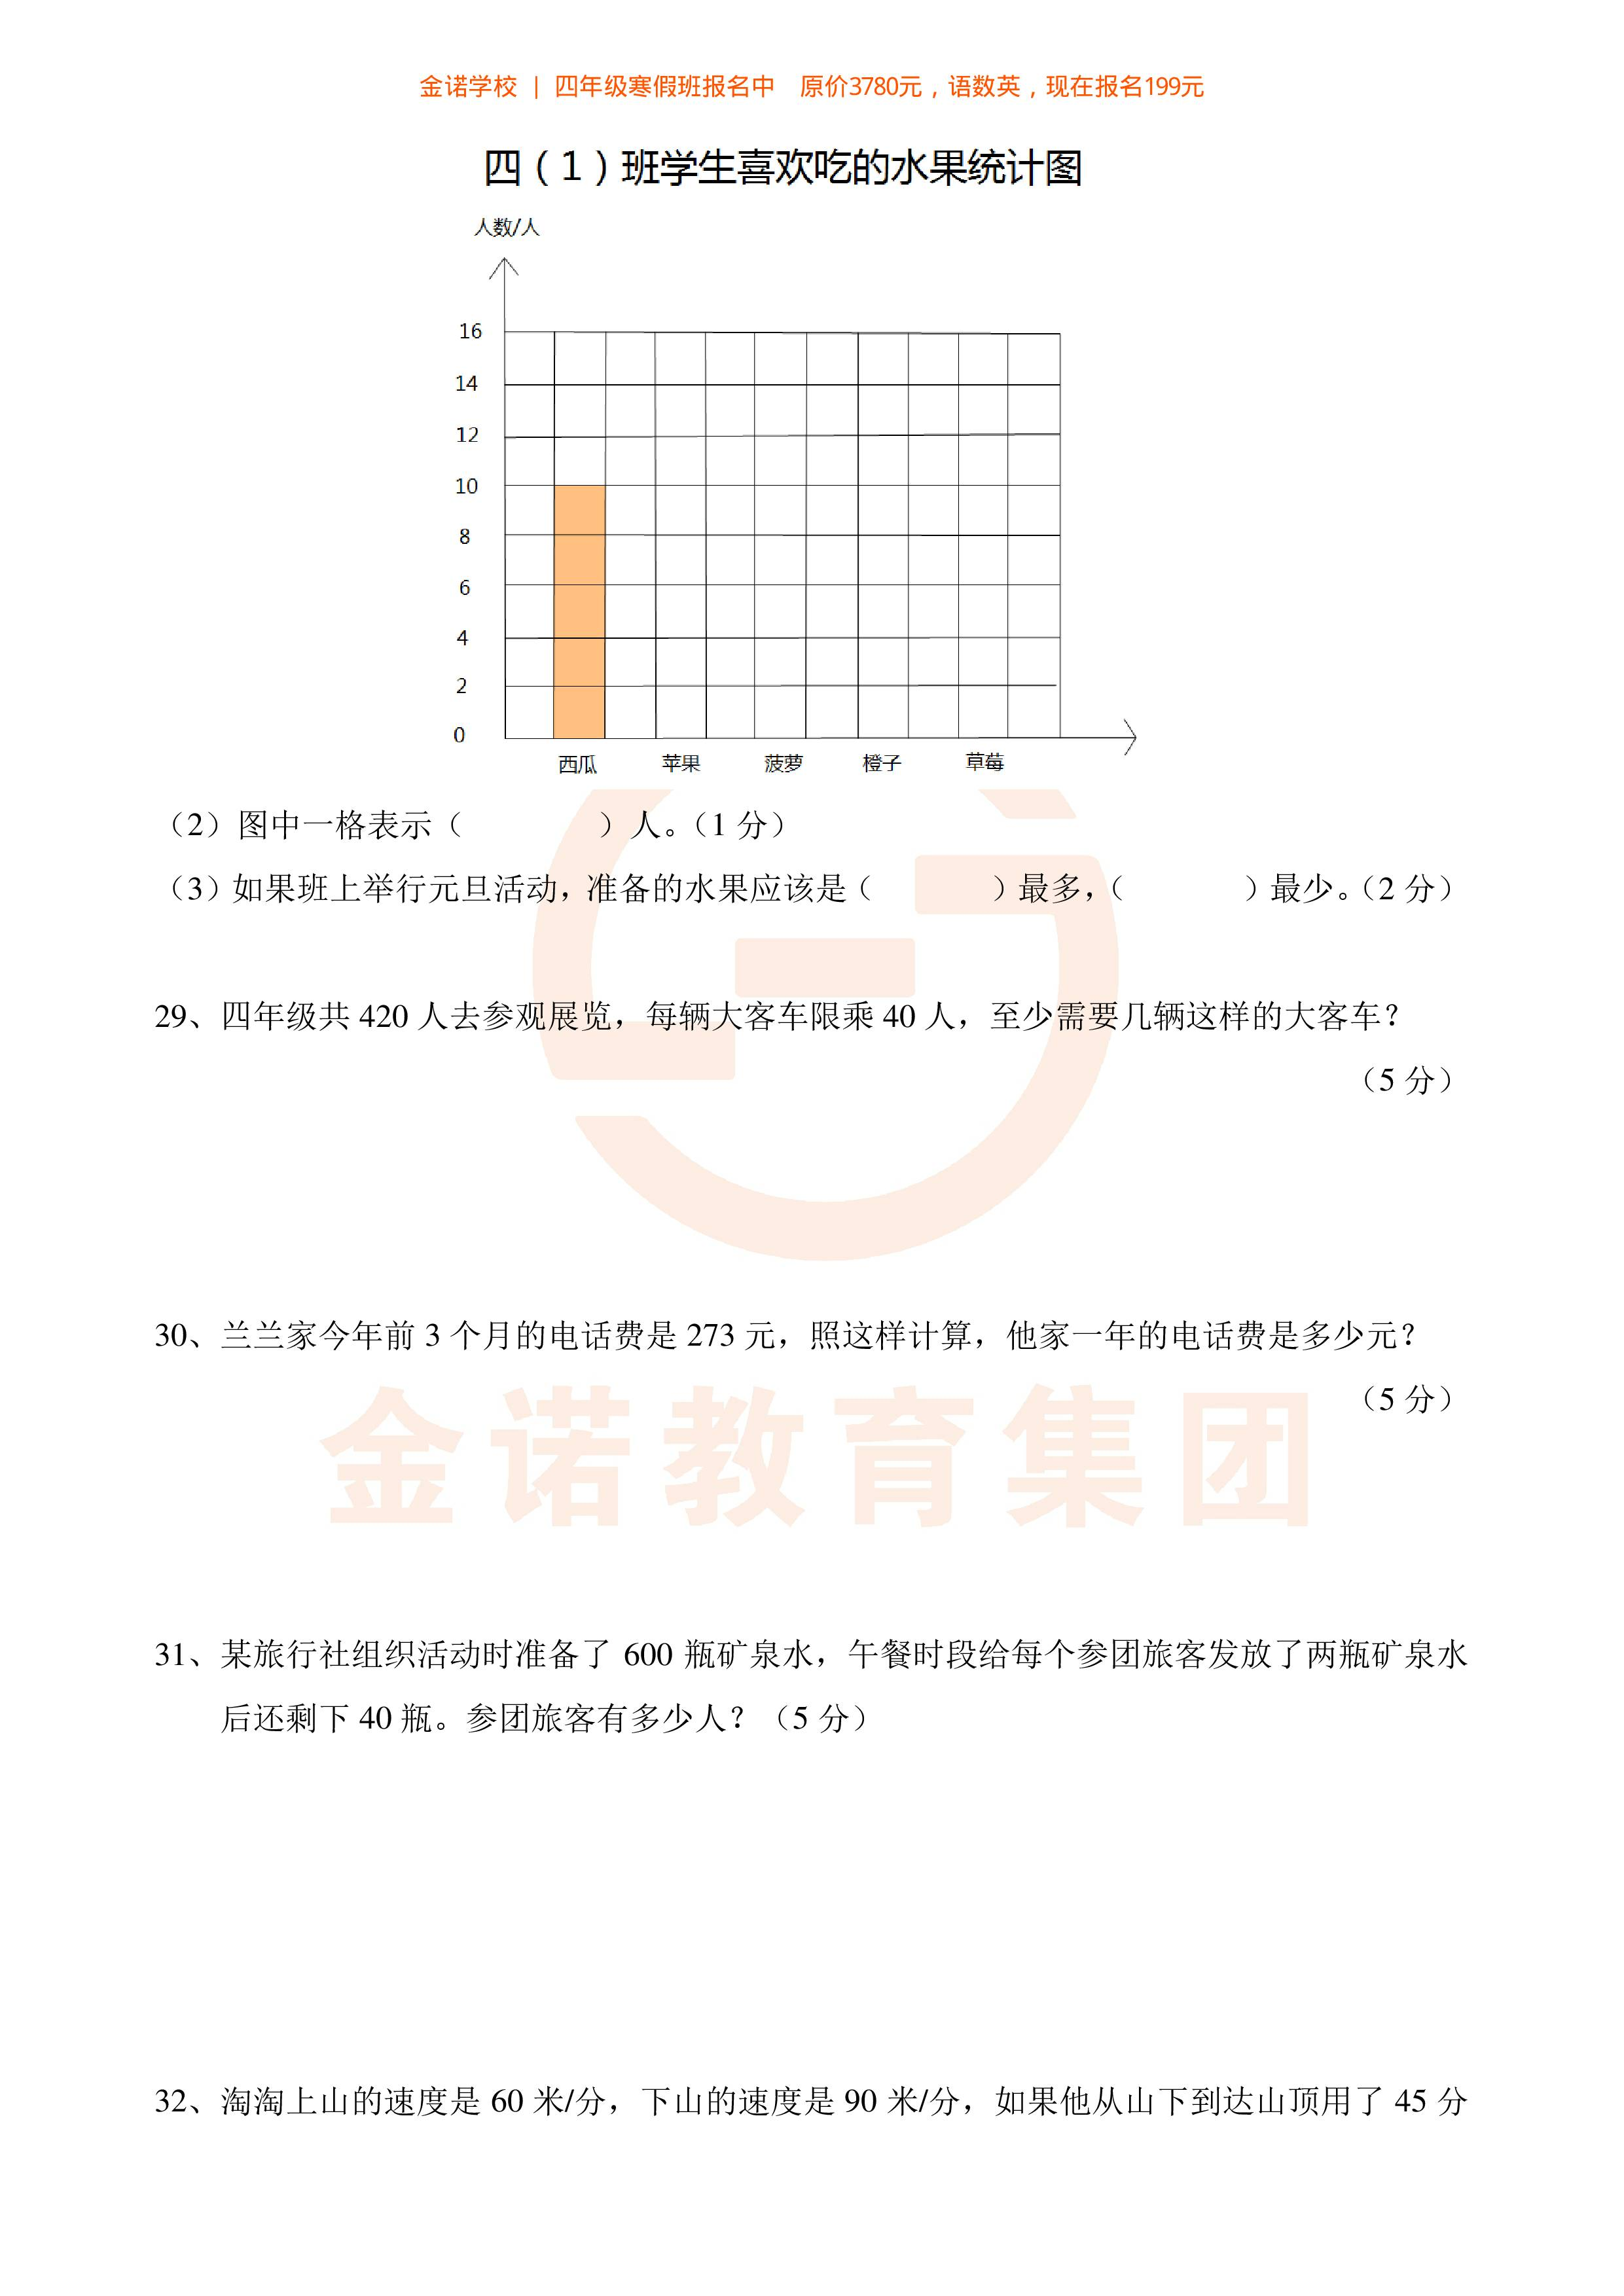 金诺学校 | 四年级寒假班报名中 原价3780元，语数英，现在报名199元
四（1）班学生喜欢吃的水果统计图
人数/人
16
14
12
10
8
6
4
2
0
西瓜 苹果 菠萝 橙子 草莓
（2）图中一格表示（ ）人。（1 分）
（3）如果班上举行元旦活动，准备的水果应该是（ ）最多，（ ）最少。（2 分）
29、四年级共 420 人去参观展览，每辆大客车限乘 40 人，至少需要几辆这样的大客车？
（5 分）
30、兰兰家今年前 3 个月的电话费是 273 元，照这样计算，他家一年的电话费是多少元？
（5 分）
金诺教育集团
31、某旅行社组织活动时准备了 600 瓶矿泉水，午餐时段给每个参团旅客发放了两瓶矿泉水
后还剩下 40 瓶。参团旅客有多少人？（5 分）
32、淘淘上山的速度是 60 米/分，下山的速度是 90 米/分，如果他从山下到达山顶用了 45 分